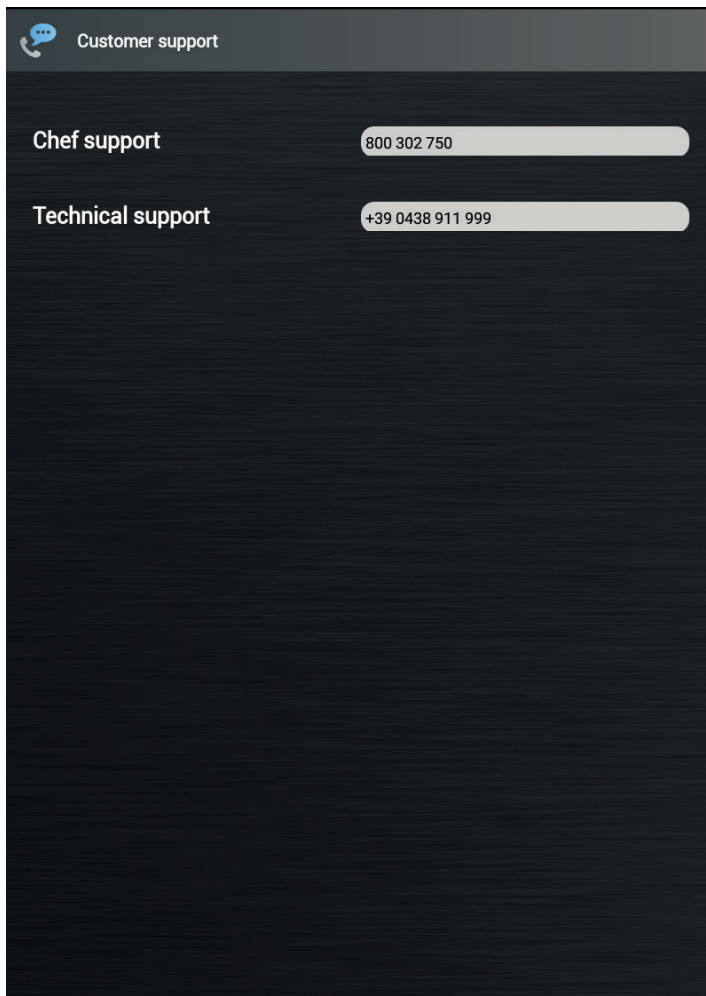 Customer support
Chef support 800 302 750
Technical support +39 0438 911 999